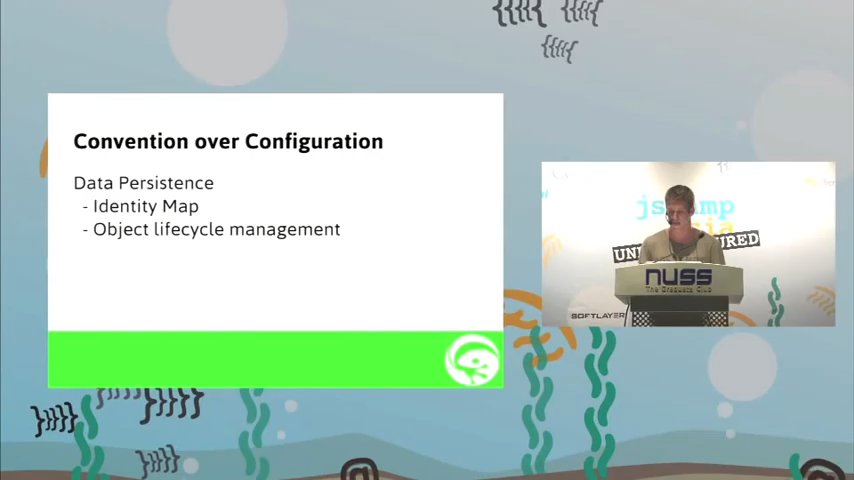 Convention over Configuration
Data Persistence
- Identity Map
- Object lifecycle management
nuss
The Graduate Club
SOFTLAYER